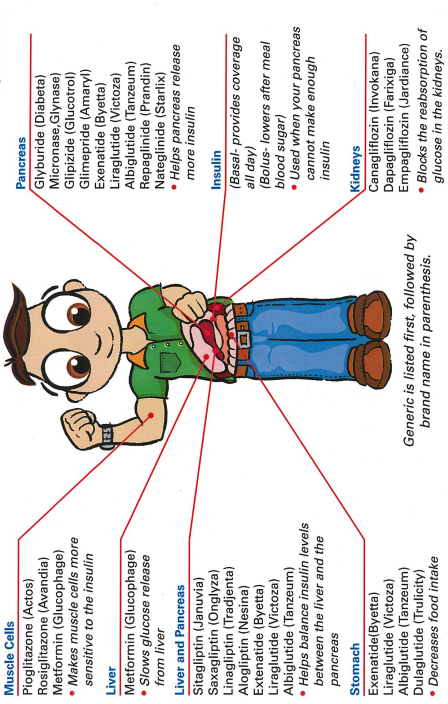 Muscle Cells
Pioglitazone (Actos)
Rosiglitazone (Avandia)
Metformin (Glucophage)
• Makes muscle cells more
sensitive to the insulin
Liver
Metformin (Glucophage)
• Slows glucose release
from liver
Liver and Pancreas
Sitagliptin (Januvia)
Saxagliptin (Onglyza)
Linagliptin (Tradjenta)
Alogliptin (Nesina)
Extenatide (Byetta)
Liraglutide (Victoza)
Albiglutide (Tanzeum)
• Helps balance insulin levels
between the liver and the
pancreas
Stomach
Exenatide(Byetta)
Liraglutide (Victoza)
Albiglutide (Tamzeum)
Dulaglutide (Trulicity)
• Decreases food intake
Pancreas
Glyburide (Diabeta)
Micronase,Glynase)
Glipizide (Glucotrol)
Glimepride (Amaryl)
Exenatide (Byetta)
Liraglutide (Victoza)
Albiglutide (Tanzeum)
Repaglinide (Prandin)
Nateglinide (Starlix)
• Helps pancreas release
more insulin
Insulin
(Basal- provides coverage
all day)
(Bolus- lowers after meal
blood sugar)
• Used when your pancreas
cannot make enough
insulin
Kidneys
Canagliflozin (Invokana)
Dapagliflozin (Farixiga)
Empagliflozin (Jardiance)
• Blocks the reabsorption of
glucose in the kidneys.
Generic is listed first, followed by
brand name in parenthesis.